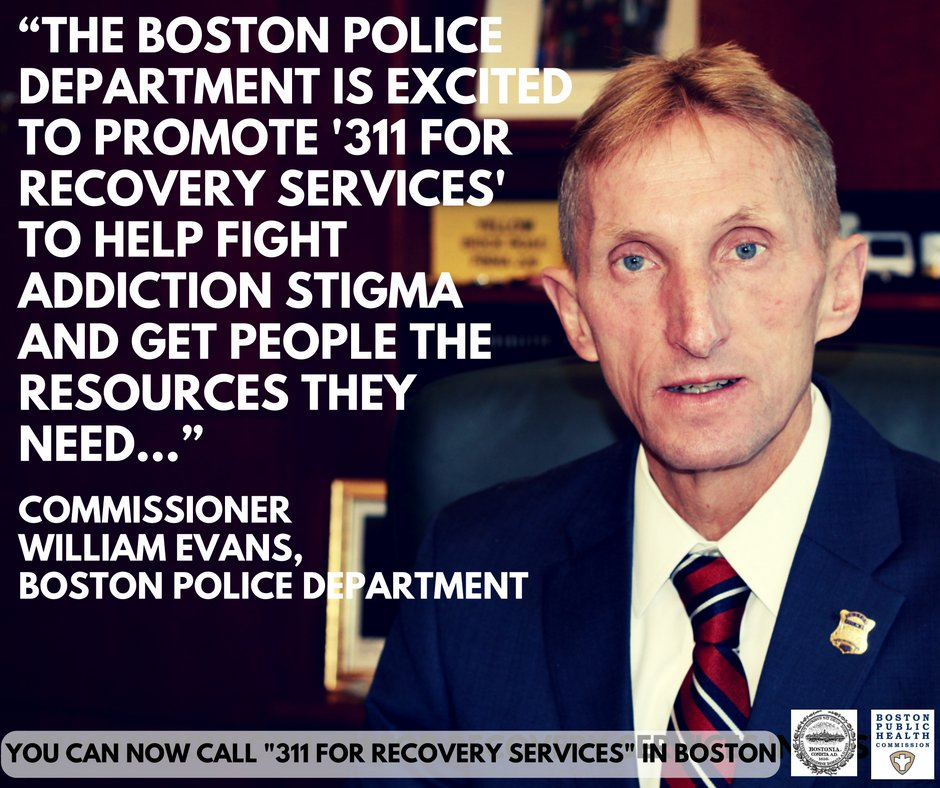 “THE BOSTON POLICE
DEPARTMENT IS EXCITED
TO PROMOTE '311 FOR
RECOVERY SERVICES'
TO HELP FIGHT
ADDICTION STIGMA
AND GET PEOPLE THE
RESOURCES THEY
NEED...”
COMMISSIONER
WILLIAM EVANS,
BOSTON POLICE DEPARTMENT
YOU CAN NOW CALL "311 FOR RECOVERY SERVICES" IN BOSTON
BOSTONIA
BOSTON
PUBLIC
HEALTH
COMMISSION